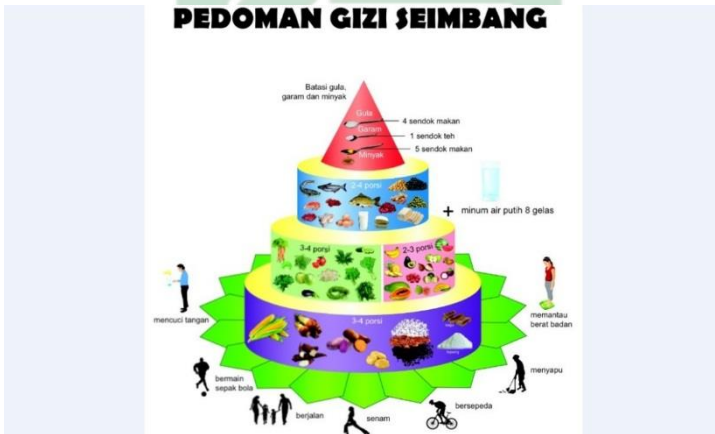 PEDOMAN GIZI SEIMBANG
Batasi gula,
garam dan minyak
Gula
Garam
Minyak
4 sendok makan
1 sendok teh
5 sendok makan
2-4 porsi
+ minum air putih 8 gelas
3-4 porsi
2-3 porsi
3-4 porsi
mencuci tangan
memantau
berat badan
bermain
sepak bola
menyapu
berjalan
senam
bersepeda